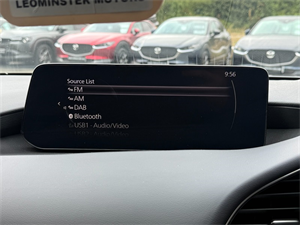 LEOMINSTER MOTORS
9:56
Source List
FM
AM
DAB
Bluetooth
USB1 - Audio/Video